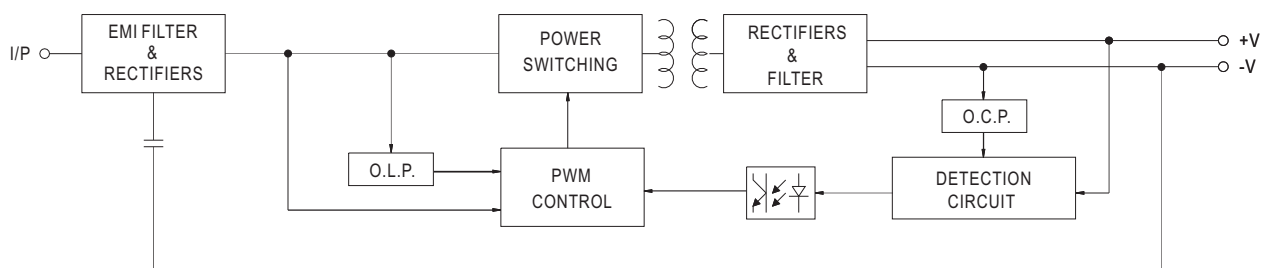 I/P
EMI FILTER
&
RECTIFIERS
POWER
SWITCHING
RECTIFIERS
&
FILTER
+V
-V
O.C.P.
O.L.P.
PWM
CONTROL
DETECTION
CIRCUIT